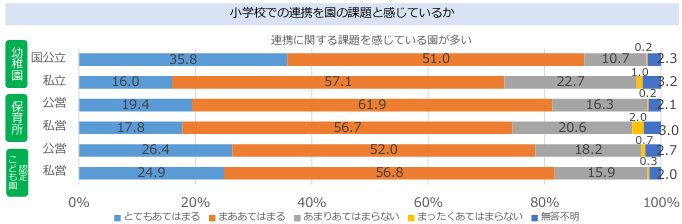 小学校での連携を園の課題と感じているか
連携に関する課題を感じている園が多い
幼稚園
国公立 35.8 51.0 10.7 0.2 2.3
私立 16.0 57.1 22.7 1.0 3.2
保育所
公営 19.4 61.9 16.3 0.2 2.1
私営 17.8 56.7 20.6 2.0 3.0
認定こども園
公営 26.4 52.0 18.2 0.7 2.7
私営 24.9 56.8 15.9 0.3 2.0
0% 20% 40% 60% 80% 100%
とてもあてはまる まああてはまる あまりあてはまらない まったくあてはまらない 無答不明